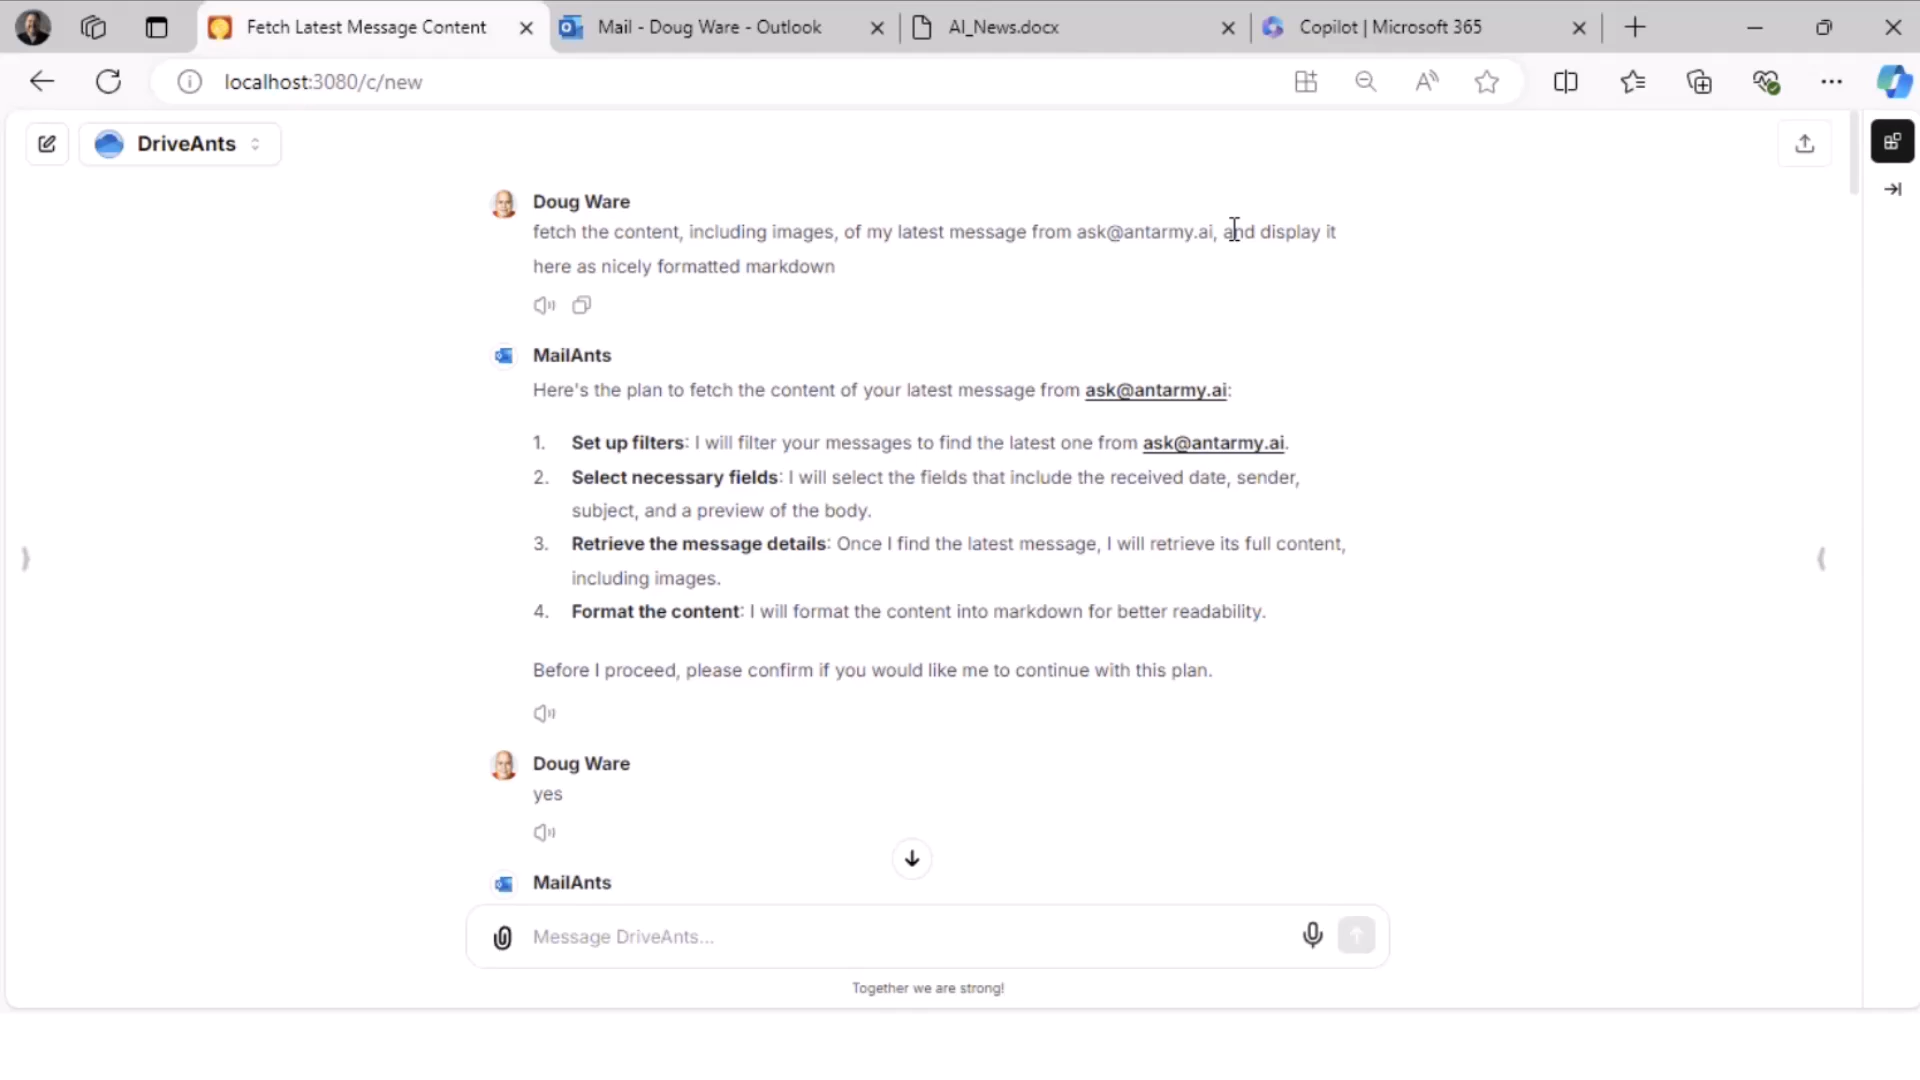 Fetch Latest Message Content
Mail - Doug Ware - Outlook
AI_News.docx
Copilot | Microsoft 365
localhost:3080/c/new
DriveAnts
Doug Ware
fetch the content, including images, of my latest message from ask@antarmy.ai, and display it
here as nicely formatted markdown
MailAnts
Here's the plan to fetch the content of your latest message from ask@antarmy.ai:
1. Set up filters: I will filter your messages to find the latest one from ask@antarmy.ai.
2. Select necessary fields: I will select the fields that include the received date, sender,
subject, and a preview of the body.
3. Retrieve the message details: Once I find the latest message, I will retrieve its full content,
including images.
4. Format the content: I will format the content into markdown for better readability.
Before I proceed, please confirm if you would like me to continue with this plan.
Doug Ware
yes
MailAnts
Message DriveAnts...
Together we are strong!